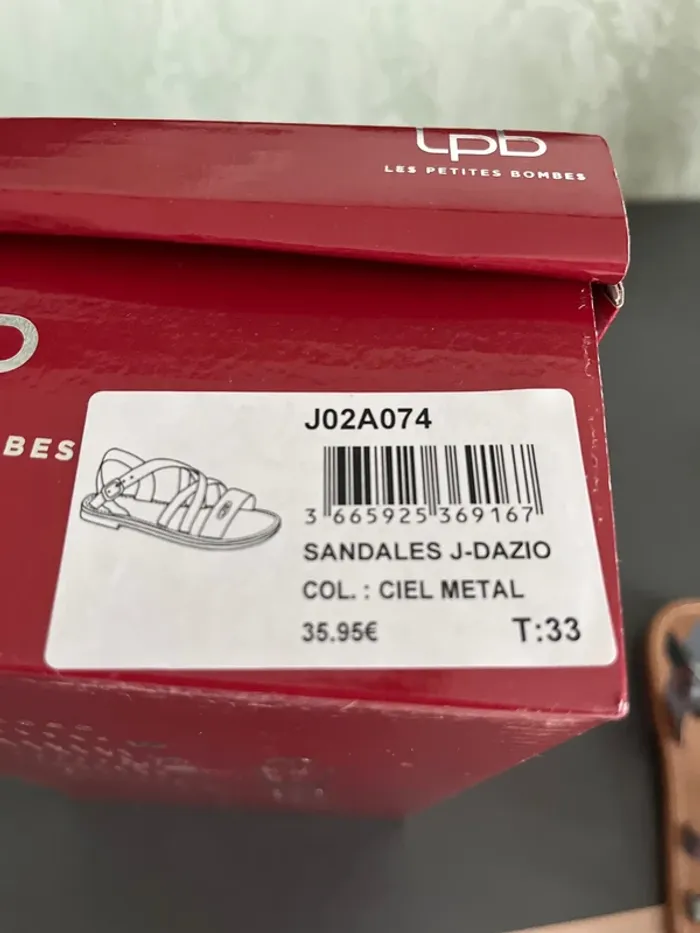 lpb
LES PETITES BOMBES
BES
J02A074
3 665925 369167
SANDALES J-DAZIO
COL. : CIEL METAL
35.95€
T:33